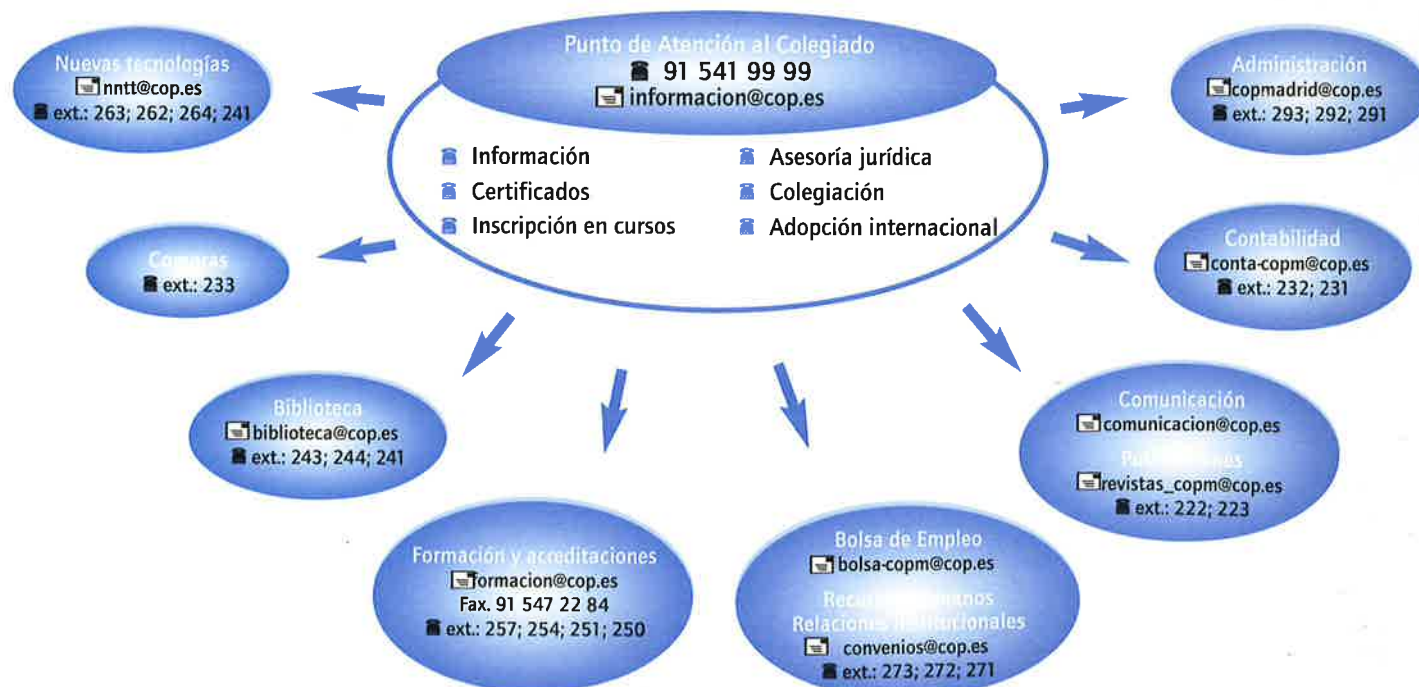 Punto de Atención al Colegiado
91 541 99 99
informacion@cop.es
Información
Certificados
Inscripción en cursos
Asesoría jurídica
Colegiación
Adopción internacional
Nuevas tecnologías
nntt@cop.es
ext.: 263; 262; 264; 241
Compras
ext.: 233
Biblioteca
biblioteca@cop.es
ext.: 243; 244; 241
Formación y acreditaciones
formacion@cop.es
Fax. 91 547 22 84
ext.: 257; 254; 251; 250
Bolsa de Empleo
bolsa-copm@cop.es
Recursos Humanos
Relaciones Institucionales
convenios@cop.es
ext.: 273; 272; 271
Comunicación
comunicacion@cop.es
Publicaciones
revistas_copm@cop.es
ext.: 222; 223
Contabilidad
conta-copm@cop.es
ext.: 232; 231
Administración
copmadrid@cop.es
ext.: 293; 292; 291